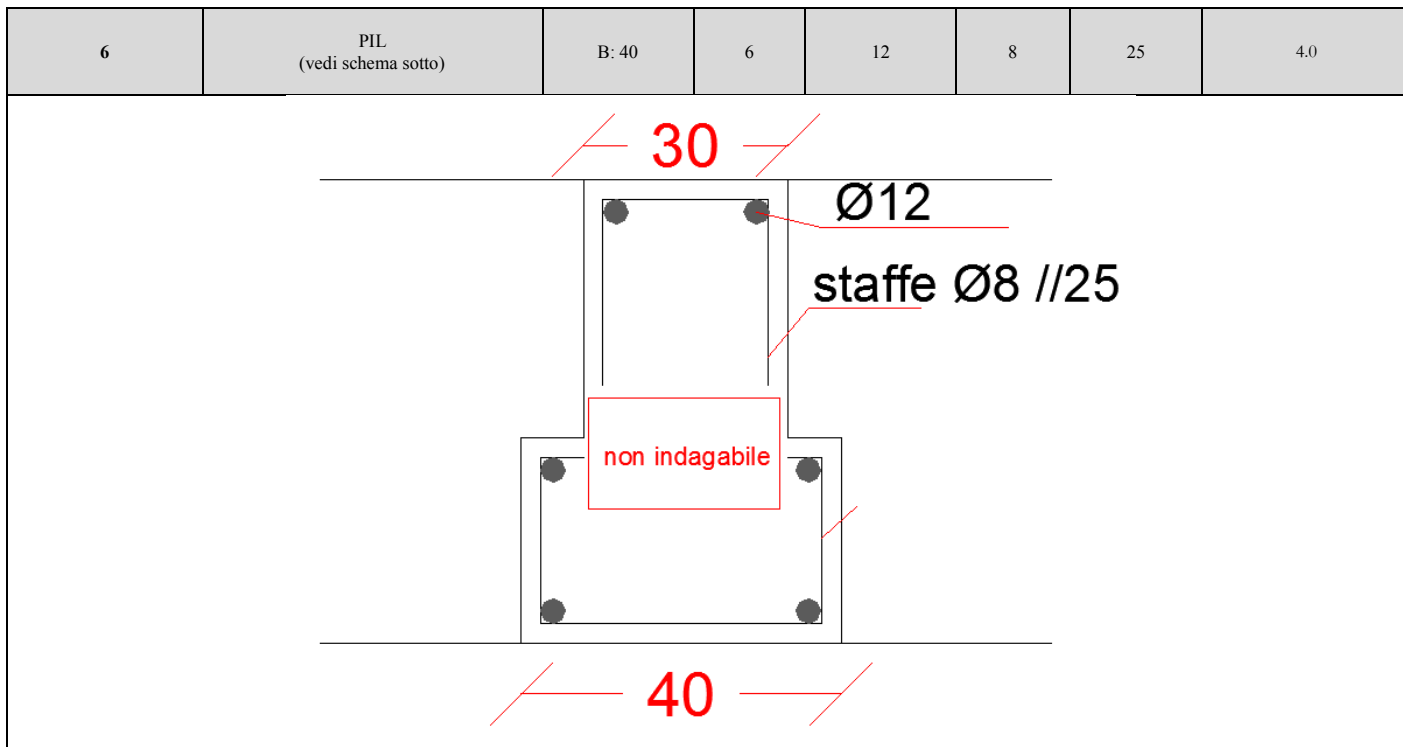 6 PIL B: 40 6 12 8 25 4.0
(vedi schema sotto)
30
Ø12
staffe Ø8 //25
non indagabile
40